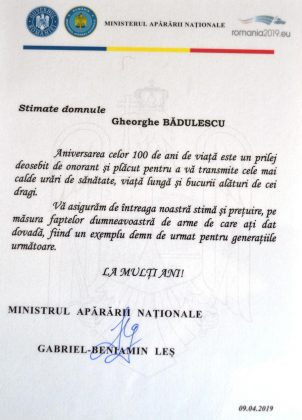 MINISTERUL APĂRĂRII NAȚIONALE
romania2019.eu
Stimate domnule
Gheorghe BĂDULESCU
Aniversarea celor 100 de ani de viață este un prilej
deosebit de onorant și plăcut pentru a vă transmite cele mai
calde urări de sănătate, viață lungă și bucurii alături de cei
dragi.
Vă asigurăm de întreaga noastră stimă și prețuire, pe
măsura faptelor dumneavoastră de arme de care ați dat
dovadă, fiind un exemplu demn de urmat pentru generațiile
următoare.
LA MULȚI ANI!
MINISTRUL APĂRĂRII NAȚIONALE
GABRIEL-BENIAMIN LEȘ
09.04.2019